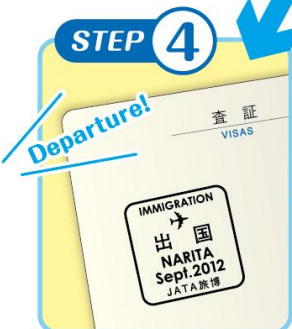 STEP 4
Departure!
査証
VISAS
IMMIGRATION
出国
NARITA
Sept.2012
JATA旅博